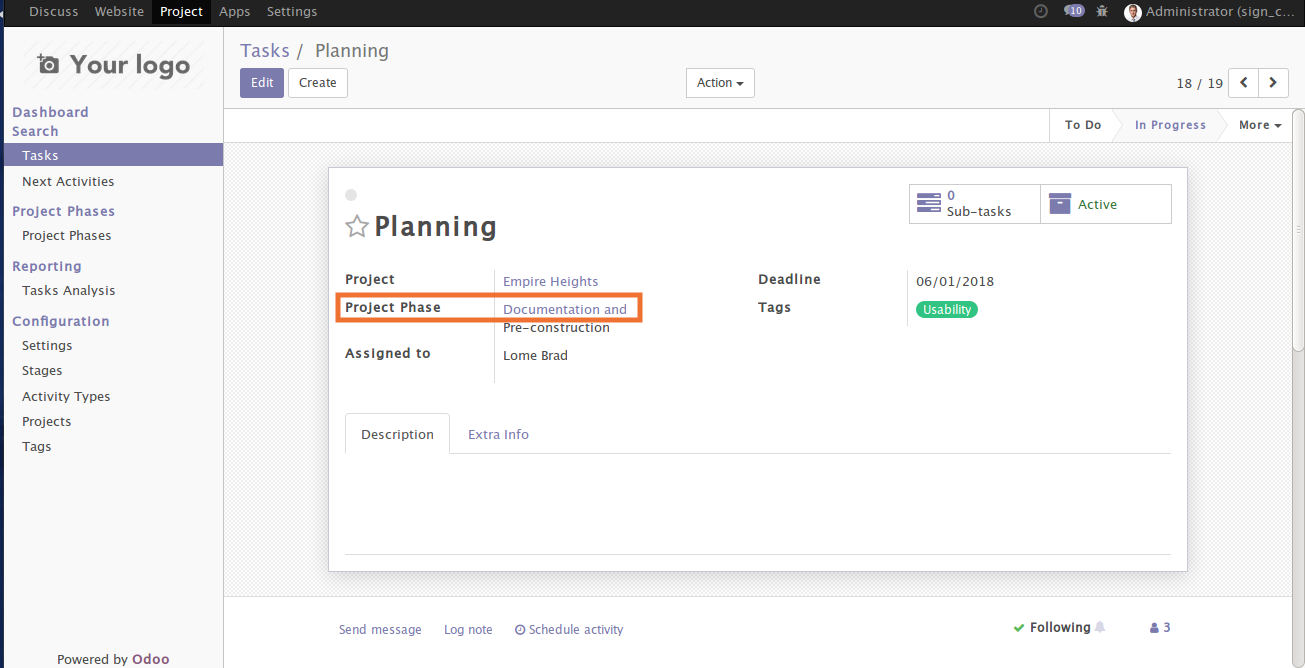 Discuss Website Project Apps Settings 10 Administrator (sign_c...
Your logo
Dashboard
Search
Tasks
Next Activities
Project Phases
Project Phases
Reporting
Tasks Analysis
Configuration
Settings
Stages
Activity Types
Projects
Tags
Powered by Odoo
Tasks / Planning
Edit Create Action 18 / 19
To Do In Progress More
0
Sub-tasks
Active
Planning
Project Empire Heights
Project Phase Documentation and
Pre-construction
Assigned to Lome Brad
Deadline 06/01/2018
Tags Usability
Description Extra Info
Send message Log note Schedule activity Following 3